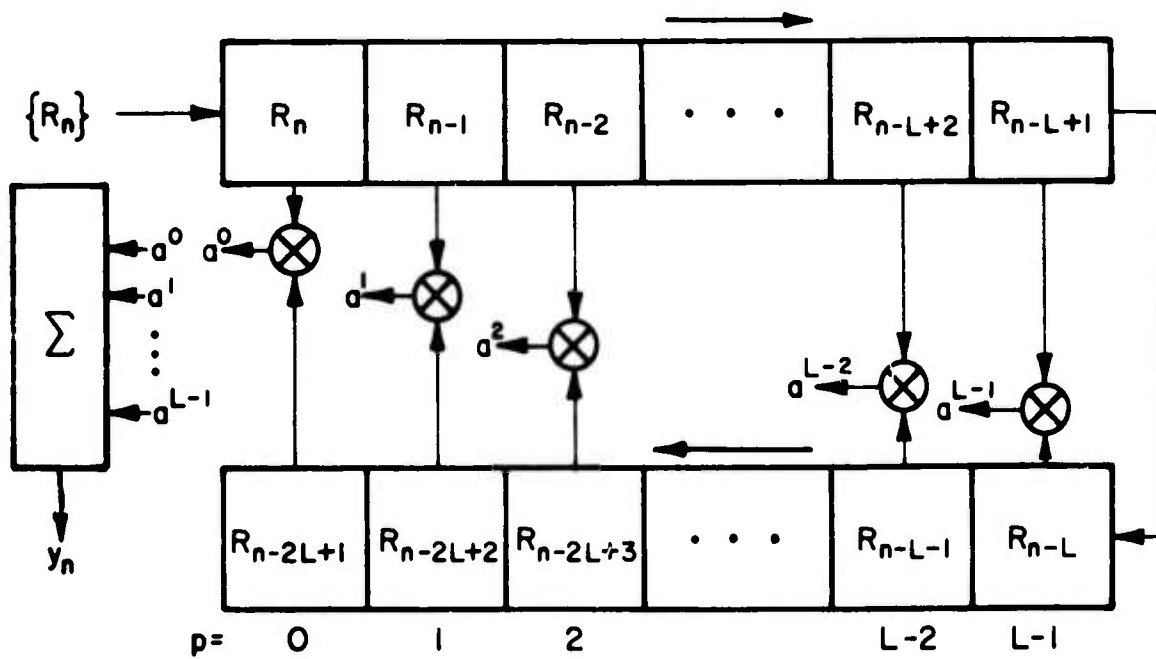 {Rₙ} Rₙ Rₙ₋₁ Rₙ₋₂ · · · Rₙ₋L₊₂ Rₙ₋L₊₁
a⁰ a⁰
a¹ a¹
a²
⋮
aᴸ⁻¹ aᴸ⁻² aᴸ⁻¹
Σ
yₙ
Rₙ₋₂L₊₁ Rₙ₋₂L₊₂ Rₙ₋₂L₊₃ · · · Rₙ₋L₋₁ Rₙ₋L
p= 0 1 2 L-2 L-1